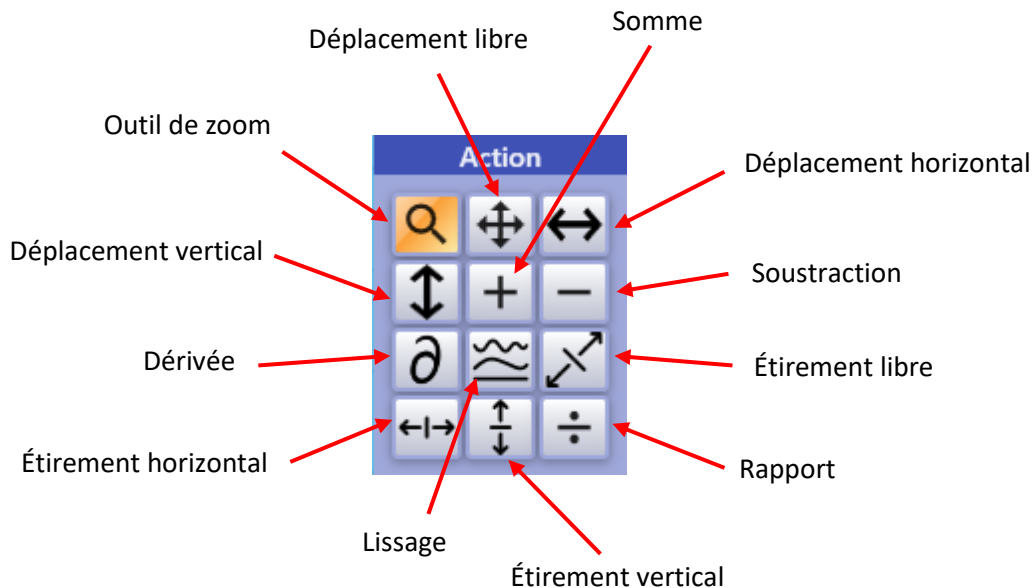 Somme
Déplacement libre
Outil de zoom
Action
Déplacement horizontal
Déplacement vertical
Soustraction
Dérivée
Étirement libre
Étirement horizontal
Rapport
Lissage
Étirement vertical